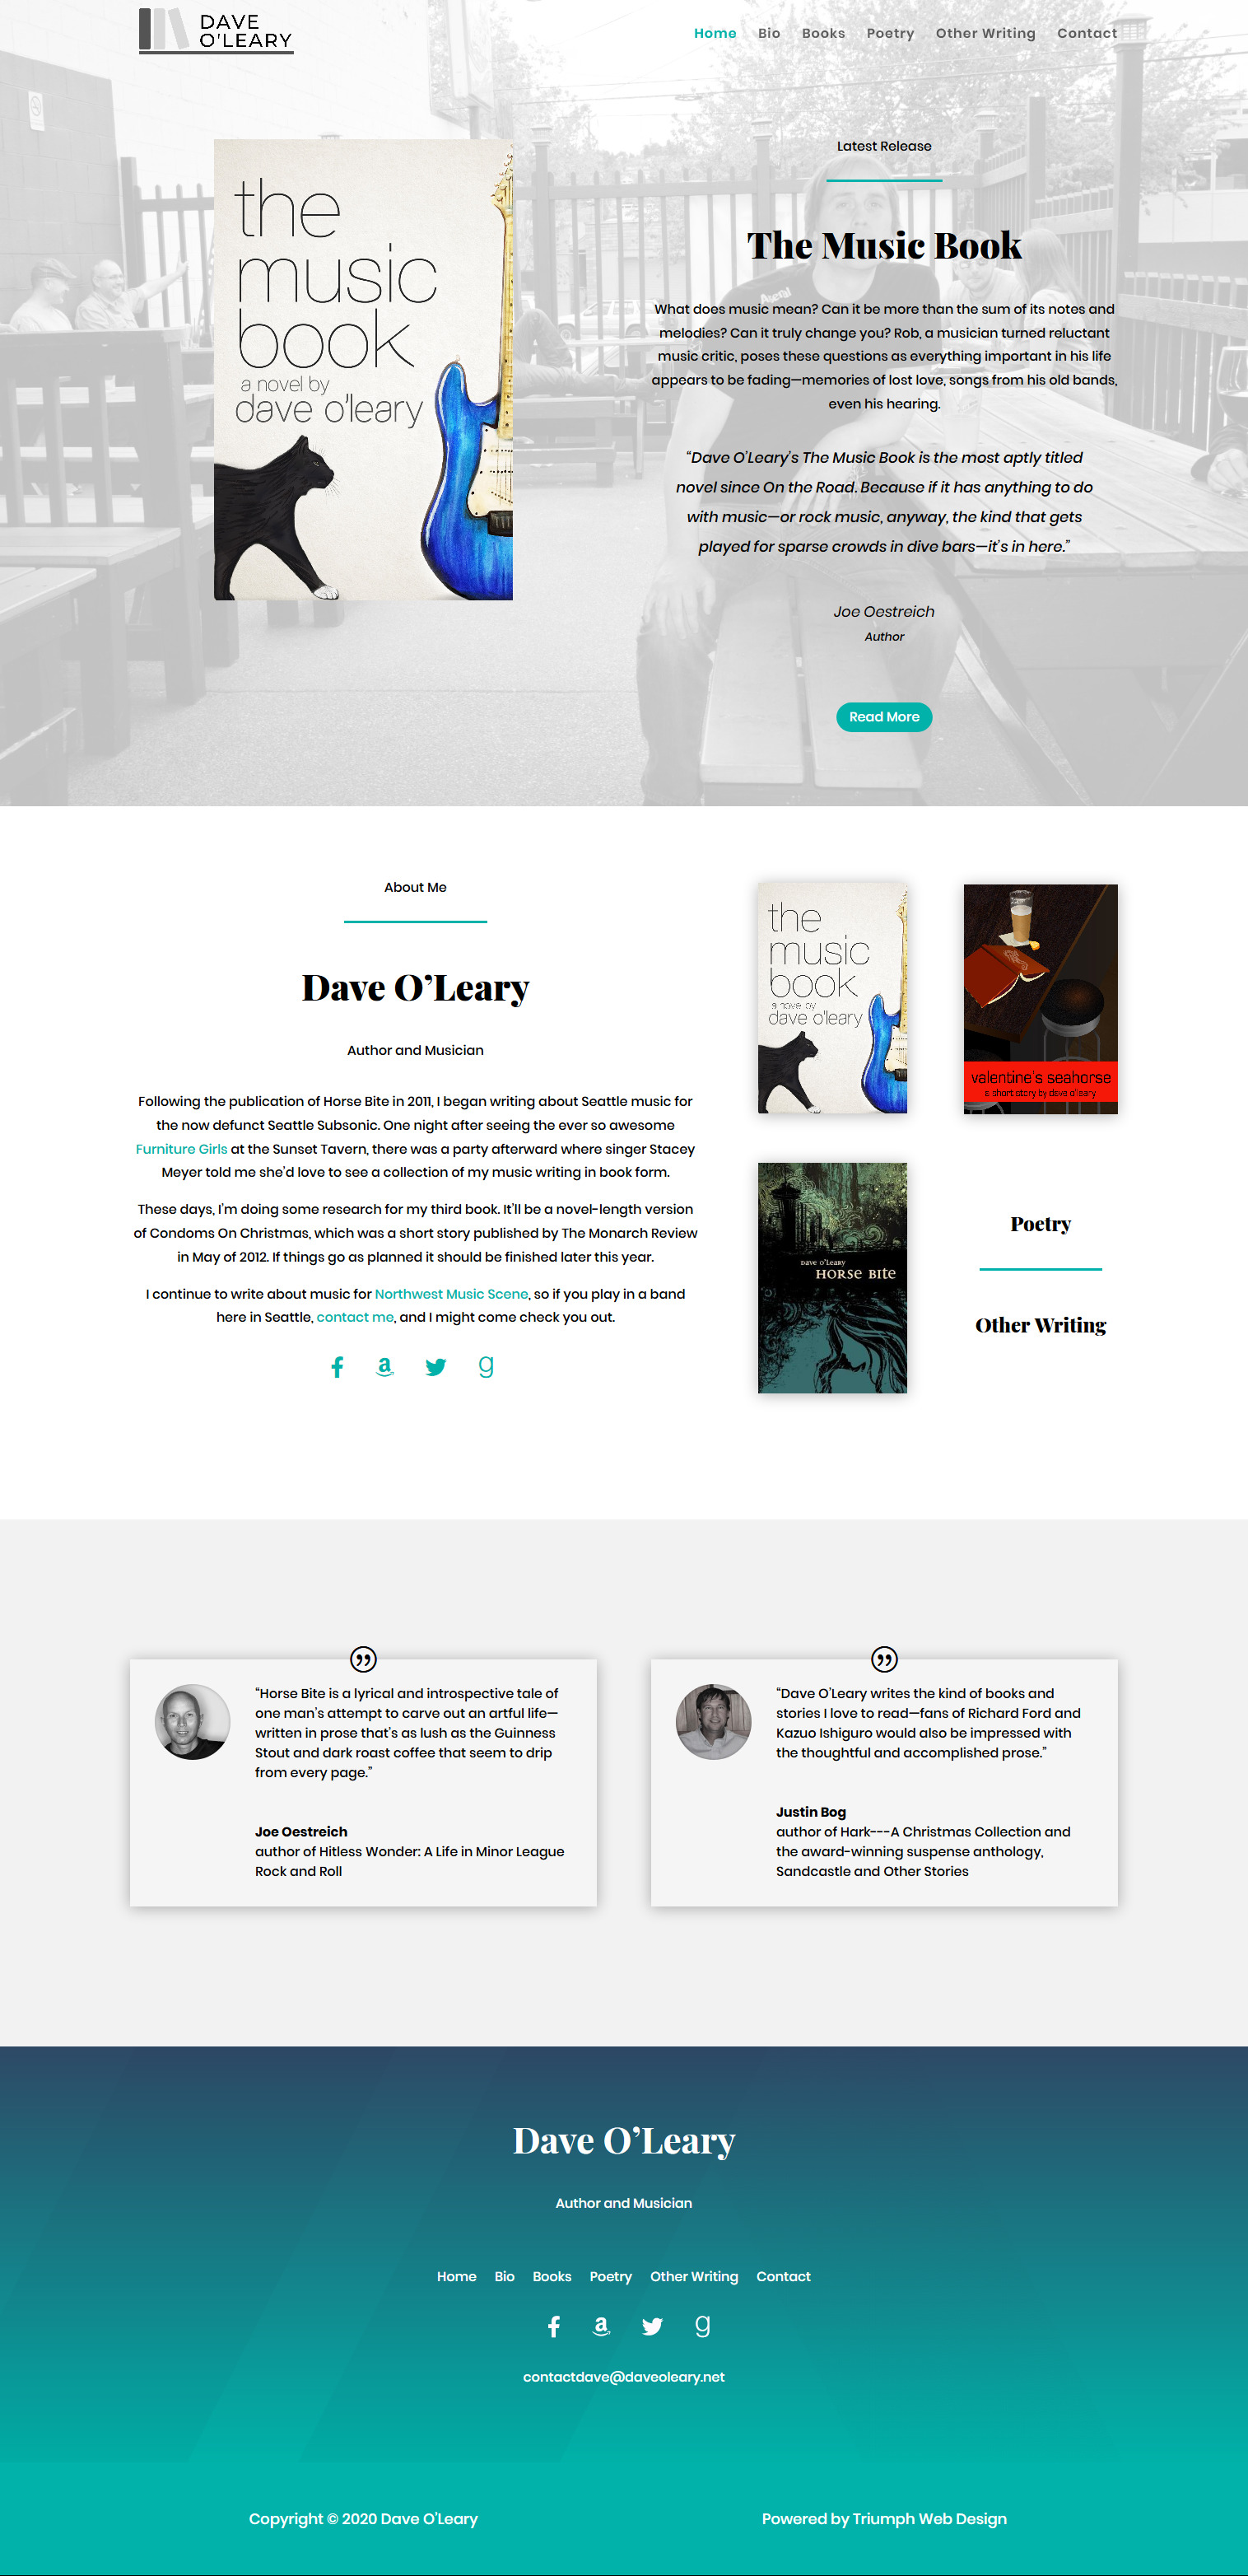 DAVE
O'LEARY
Home Bio Books Poetry Other Writing Contact
the
music
book
a novel by
dave o'leary
Latest Release
The Music Book
What does music mean? Can it be more than the sum of its notes and
melodies? Can it truly change you? Rob, a musician turned reluctant
music critic, poses these questions as everything important in his life
appears to be fading—memories of lost love, songs from his old bands,
even his hearing.
“Dave O’Leary’s The Music Book is the most aptly titled
novel since On the Road. Because if it has anything to do
with music—or rock music, anyway, the kind that gets
played for sparse crowds in dive bars—it’s in here.”
Joe Oestreich
Author
Read More
About Me
Dave O’Leary
Author and Musician
Following the publication of Horse Bite in 2011, I began writing about Seattle music for
the now defunct Seattle Subsonic. One night after seeing the ever so awesome
Furniture Girls at the Sunset Tavern, there was a party afterward where singer Stacey
Meyer told me she’d love to see a collection of my music writing in book form.
These days, I’m doing some research for my third book. It’ll be a novel-length version
of Condoms On Christmas, which was a short story published by The Monarch Review
in May of 2012. If things go as planned it should be finished later this year.
I continue to write about music for Northwest Music Scene, so if you play in a band
here in Seattle, contact me, and I might come check you out.
the
music
book
a novel by
dave o'leary
valentine's seahorse
a short story by dave o'leary
DAVE O'LEARY
HORSE BITE
Poetry
Other Writing
“Horse Bite is a lyrical and introspective tale of
one man’s attempt to carve out an artful life—
written in prose that’s as lush as the Guinness
Stout and dark roast coffee that seem to drip
from every page.”
Joe Oestreich
author of Hitless Wonder: A Life in Minor League
Rock and Roll
“Dave O’Leary writes the kind of books and
stories I love to read—fans of Richard Ford and
Kazuo Ishiguro would also be impressed with
the thoughtful and accomplished prose.”
Justin Bog
author of Hark---A Christmas Collection and
the award-winning suspense anthology,
Sandcastle and Other Stories
Dave O’Leary
Author and Musician
Home Bio Books Poetry Other Writing Contact
contactdave@daveoleary.net
Copyright © 2020 Dave O'Leary
Powered by Triumph Web Design